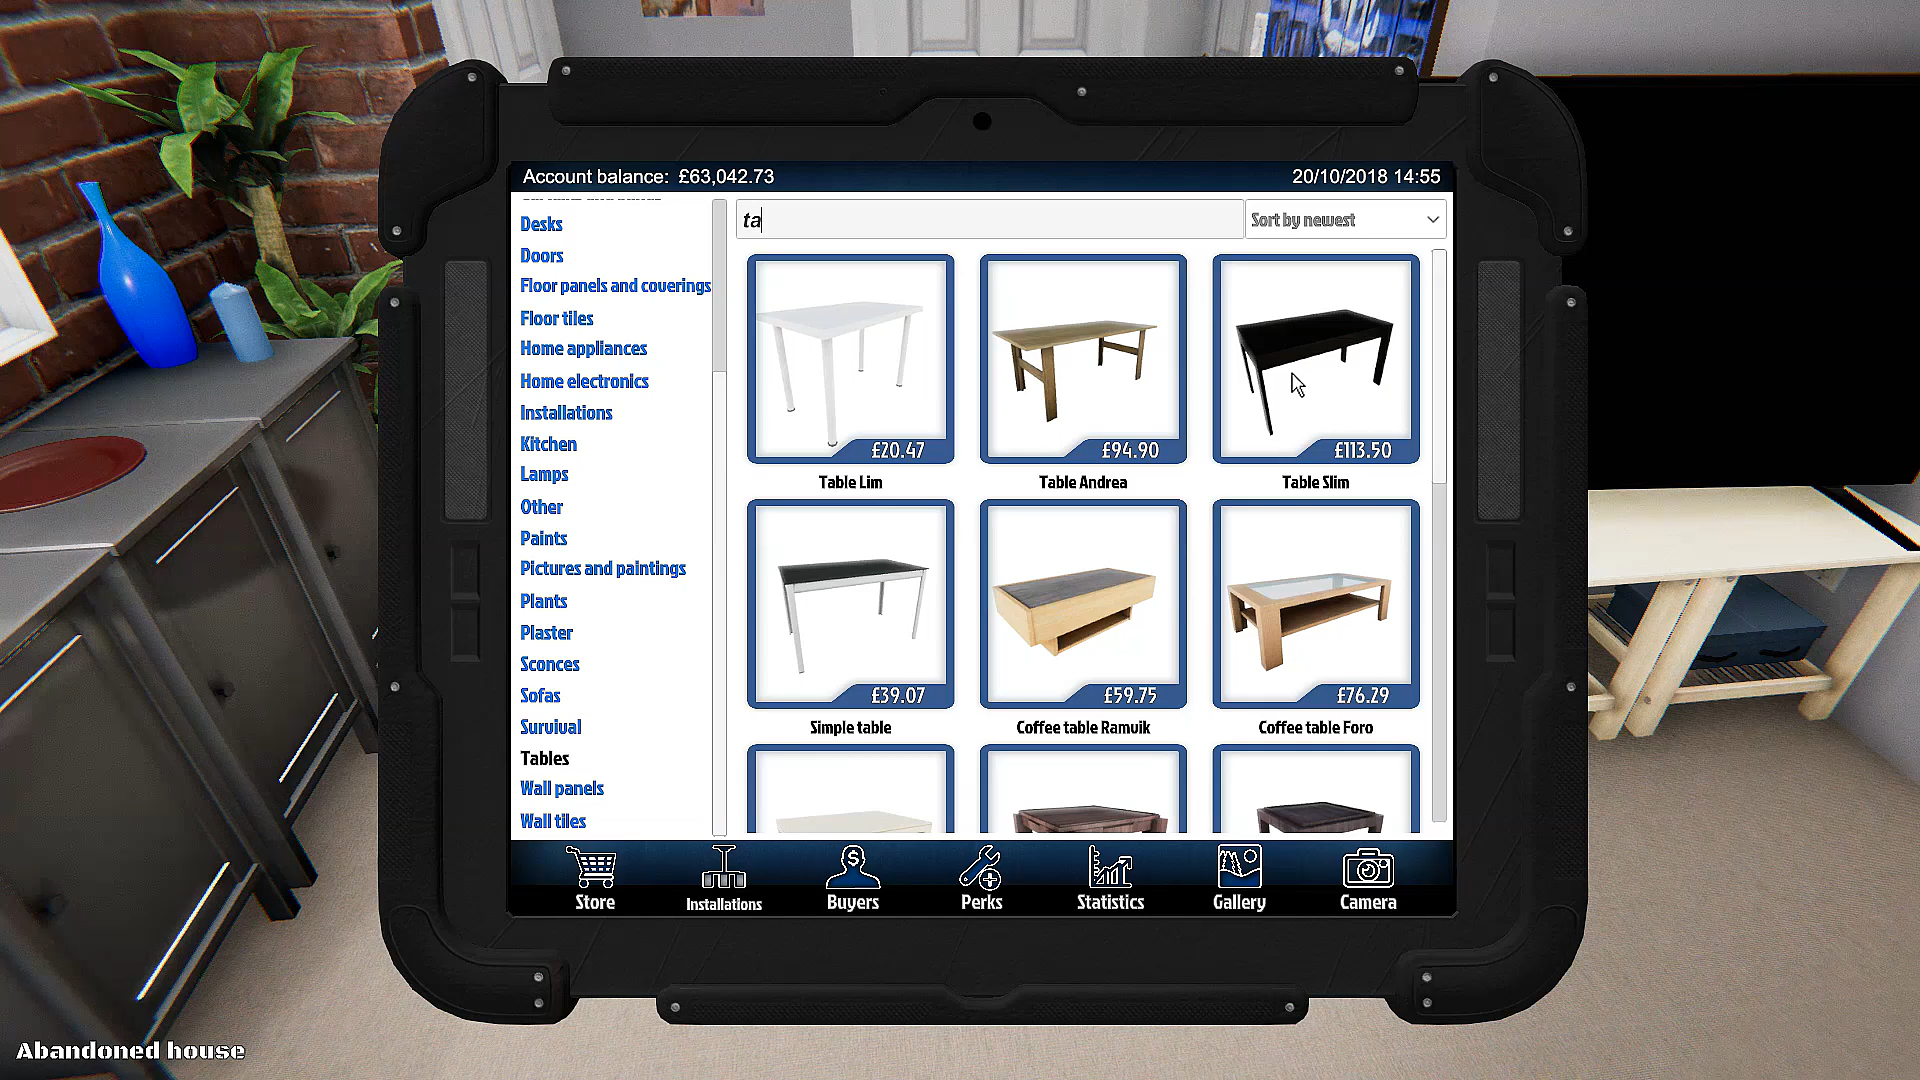 Account balance: £63,042.73
20/10/2018 14:55
Desks
Doors
Floor panels and coverings
Floor tiles
Home appliances
Home electronics
Installations
Kitchen
Lamps
Other
Paints
Pictures and paintings
Plants
Plaster
Sconces
Sofas
Survival
Tables
Wall panels
Wall tiles
ta
Sort by newest
£20.47
£94.90
£113.50
Table Lim
Table Andrea
Table Slim
£39.07
£59.75
£76.29
Simple table
Coffee table Ramvik
Coffee table Foro
Store
Installations
Buyers
Perks
Statistics
Gallery
Camera
Abandoned house